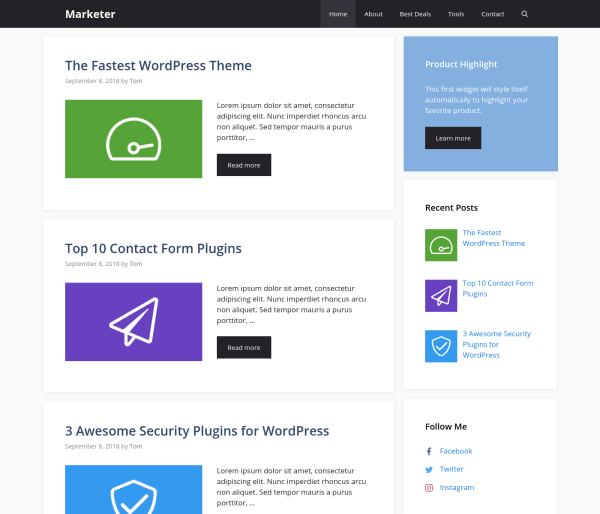 Marketer
Home About Best Deals Tools Contact
The Fastest WordPress Theme
September 8, 2018 by Tom
Lorem ipsum dolor sit amet, consectetur
adipiscing elit. Nunc imperdiet rhoncus arcu
non aliquet. Sed tempor mauris a purus
porttitor, ...
Read more
Top 10 Contact Form Plugins
September 8, 2018 by Tom
Lorem ipsum dolor sit amet, consectetur
adipiscing elit. Nunc imperdiet rhoncus arcu
non aliquet. Sed tempor mauris a purus
porttitor, ...
Read more
3 Awesome Security Plugins for WordPress
September 8, 2018 by Tom
Lorem ipsum dolor sit amet, consectetur
adipiscing elit. Nunc imperdiet rhoncus arcu
non aliquet. Sed tempor mauris a purus
porttitor, ...
Product Highlight
This first widget will style itself
automatically to highlight your
favorite product.
Learn more
Recent Posts
The Fastest
WordPress Theme
Top 10 Contact Form
Plugins
3 Awesome Security
Plugins for
WordPress
Follow Me
Facebook
Twitter
Instagram